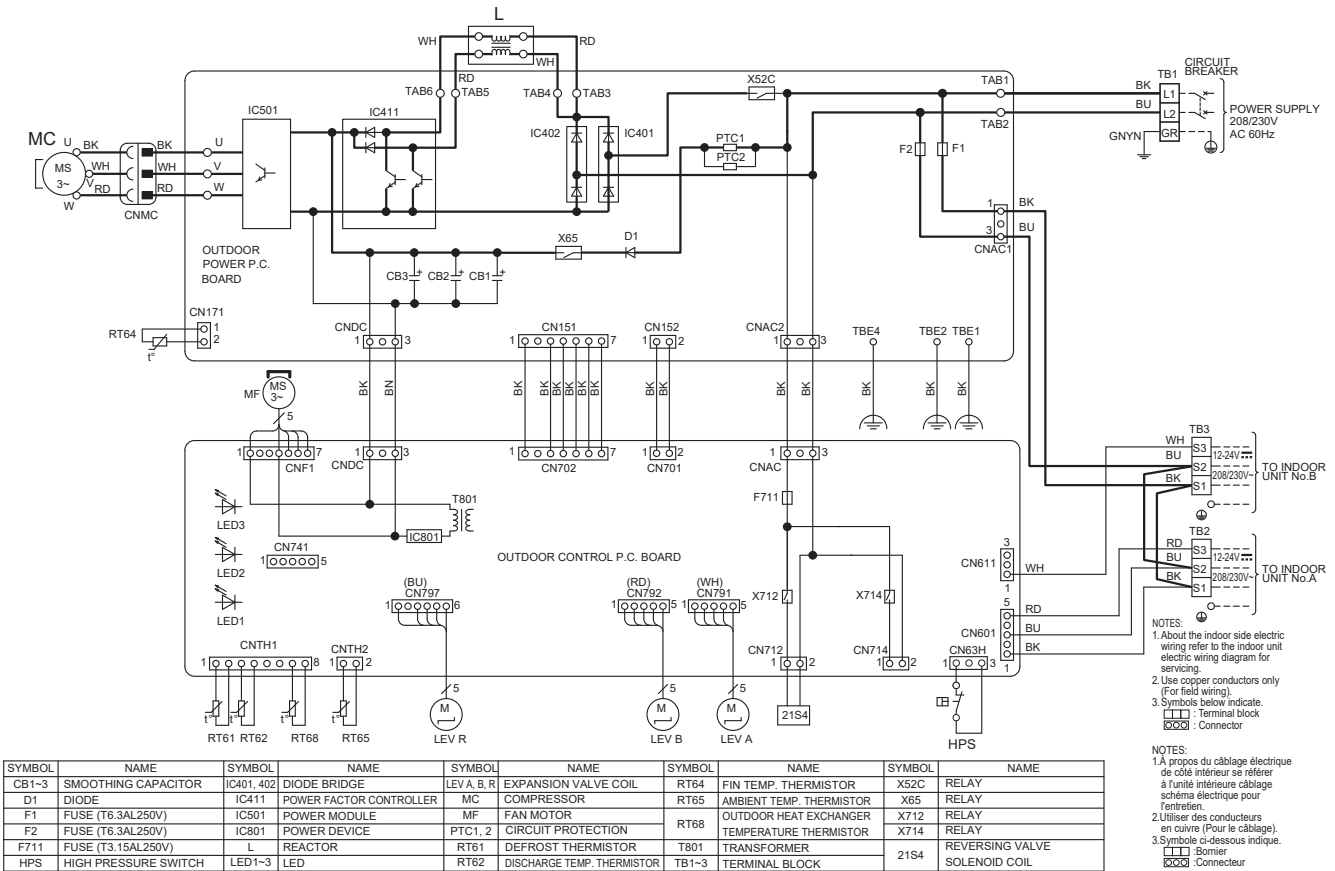 L
WH
RD
WH
RD
TAB6
TAB5
TAB4
TAB3
X52C
TAB1
TAB2
TB1
CIRCUIT
BREAKER
BK
L1
BU
L2
GNYN
GR
POWER SUPPLY
208/230V
AC 60Hz
IC501
IC411
IC402
IC401
PTC1
PTC2
F2
F1
MC
U
BK
BK
U
MS
3~
WH
WH
V
V
RD
RD
W
W
CNMC
1
BK
3
BU
CNAC1
OUTDOOR
POWER P.C.
BOARD
X65
D1
CB3
+
CB2
+
CB1
+
CN171
RT64
1
2
t°
CNDC
1
3
CN151
1
7
CN152
1
2
CNAC2
1
3
TBE4
TBE2
TBE1
MF
MS
3~
5
BK
BN
BK
BK
BK
BK
BK
BK
BK
BK
BK
BK
BK
BK
1
7
CNF1
1
3
CNDC
1
7
CN702
1
2
CN701
1
3
CNAC
TB3
WH
S3
12-24V
BU
S2
208/230V~
BK
S1
TO INDOOR
UNIT No.B
F711
T801
IC801
LED3
LED2
LED1
CN741
1
5
OUTDOOR CONTROL P.C. BOARD
3
CN611
1
WH
TB2
RD
S3
12-24V
BU
S2
208/230V~
BK
S1
TO INDOOR
UNIT No.A
(BU)
CN797
1
6
(RD)
CN792
1
5
(WH)
CN791
1
5
X712
X714
5
RD
CN601
BU
BK
1
CNTH1
1
8
CNTH2
1
2
CN712
1
2
CN714
1
2
CN63H
1
3
t°
t°
t°
t°
RT61
RT62
RT68
RT65
M
5
LEV R
M
5
LEV B
M
5
LEV A
21S4
HPS
NOTES:
1. About the indoor side electric
wiring refer to the indoor unit
electric wiring diagram for
servicing.
2. Use copper conductors only
(For field wiring).
3. Symbols below indicate.
: Terminal block
: Connector
NOTES:
1.À propos du câblage électrique
de côté intérieur se référer
à l'unité intérieure câblage
schéma électrique pour
l'entretien.
2.Utiliser des conducteurs
en cuivre (Pour le câblage).
3.Symbole ci-dessous indique.
:Bornier
:Connecteur
SYMBOL NAME SYMBOL NAME SYMBOL NAME SYMBOL NAME SYMBOL NAME
CB1~3 SMOOTHING CAPACITOR IC401, 402 DIODE BRIDGE LEV A, B, R EXPANSION VALVE COIL RT64 FIN TEMP. THERMISTOR X52C RELAY
D1 DIODE IC411 POWER FACTOR CONTROLLER MC COMPRESSOR RT65 AMBIENT TEMP. THERMISTOR X65 RELAY
F1 FUSE (T6.3AL250V) IC501 POWER MODULE MF FAN MOTOR RT68 OUTDOOR HEAT EXCHANGER X712 RELAY
F2 FUSE (T6.3AL250V) IC801 POWER DEVICE PTC1, 2 CIRCUIT PROTECTION TEMPERATURE THERMISTOR X714 RELAY
F711 FUSE (T3.15AL250V) L REACTOR RT61 DEFROST THERMISTOR T801 TRANSFORMER 21S4 REVERSING VALVE
HPS HIGH PRESSURE SWITCH LED1~3 LED RT62 DISCHARGE TEMP. THERMISTOR TB1~3 TERMINAL BLOCK SOLENOID COIL